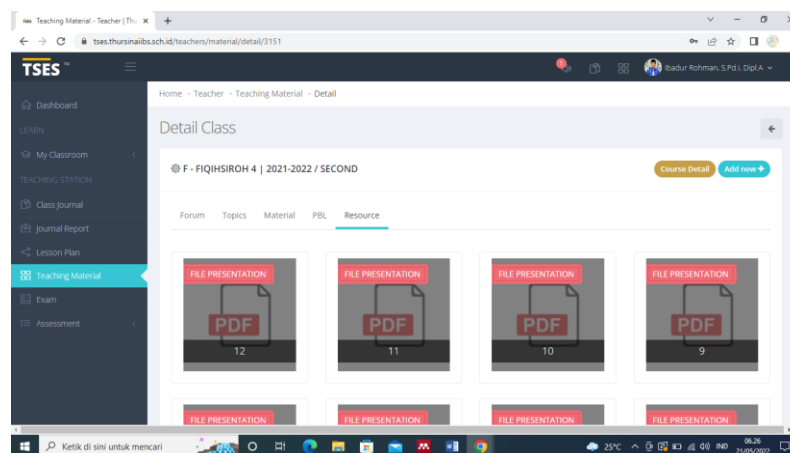 Teaching Material - Teacher | Thu
tses.thursinaiibs.sch.id/teachers/material/detail/3151
TSES ™
Ibadur Rohman, S.Pd.I, Dipl.A
Home - Teacher - Teaching Material - Detail
Dashboard
LEARN
My Classroom
TEACHING STATION
Class Journal
Journal Report
Lesson Plan
Teaching Material
Exam
Assessment
Detail Class
F - FIQIHSIROH 4 | 2021-2022 / SECOND
Course Detail
Add new +
Forum Topics Material PBL Resource
FILE PRESENTATION FILE PRESENTATION FILE PRESENTATION FILE PRESENTATION
PDF PDF PDF PDF
12 11 10 9
FILE PRESENTATION FILE PRESENTATION FILE PRESENTATION FILE PRESENTATION
Ketik di sini untuk mencari
25°C IND 06.26
21/05/2022